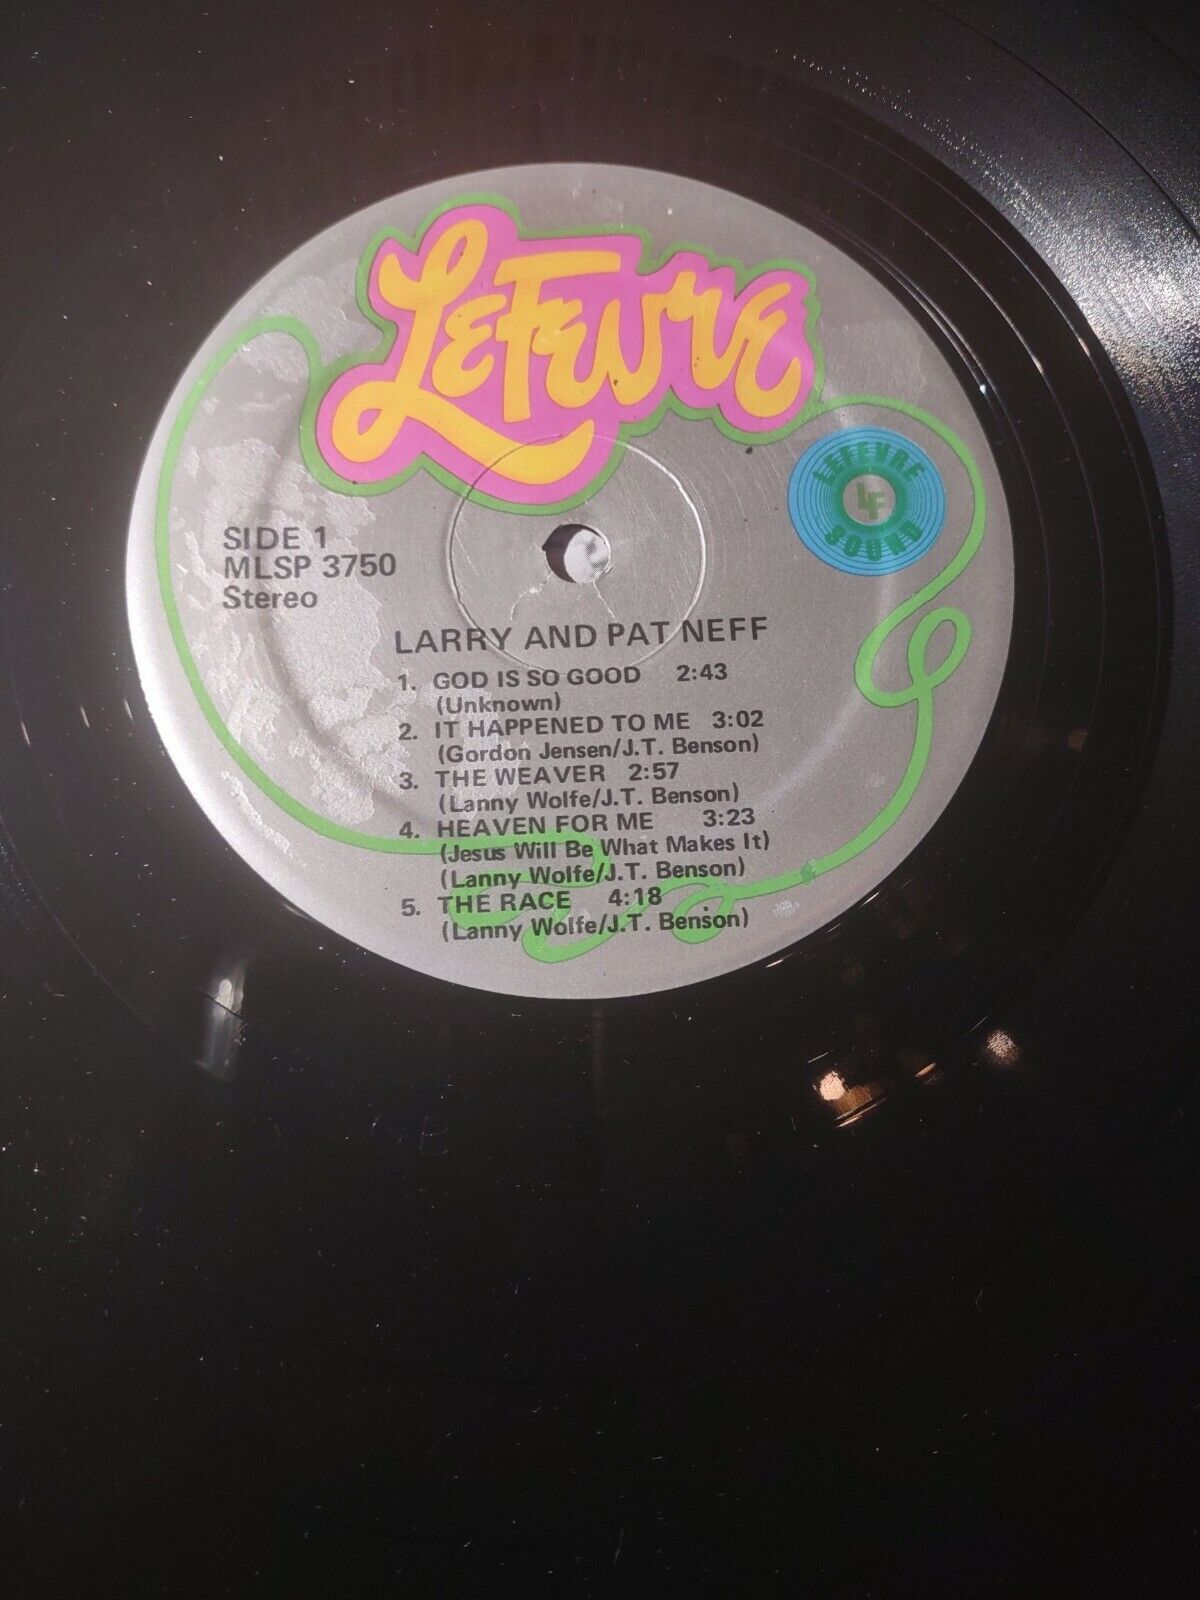 LEFEVRE
LEFEVRE
LF
SOUND
SIDE 1
MLSP 3750
Stereo
LARRY AND PAT NEFF
1. GOD IS SO GOOD 2:43
(Unknown)
2. IT HAPPENED TO ME 3:02
(Gordon Jensen/J.T. Benson)
3. THE WEAVER 2:57
(Lanny Wolfe/J.T. Benson)
4. HEAVEN FOR ME 3:23
(Jesus Will Be What Makes It)
(Lanny Wolfe/J.T. Benson)
5. THE RACE 4:18
(Lanny Wolfe/J.T. Benson)